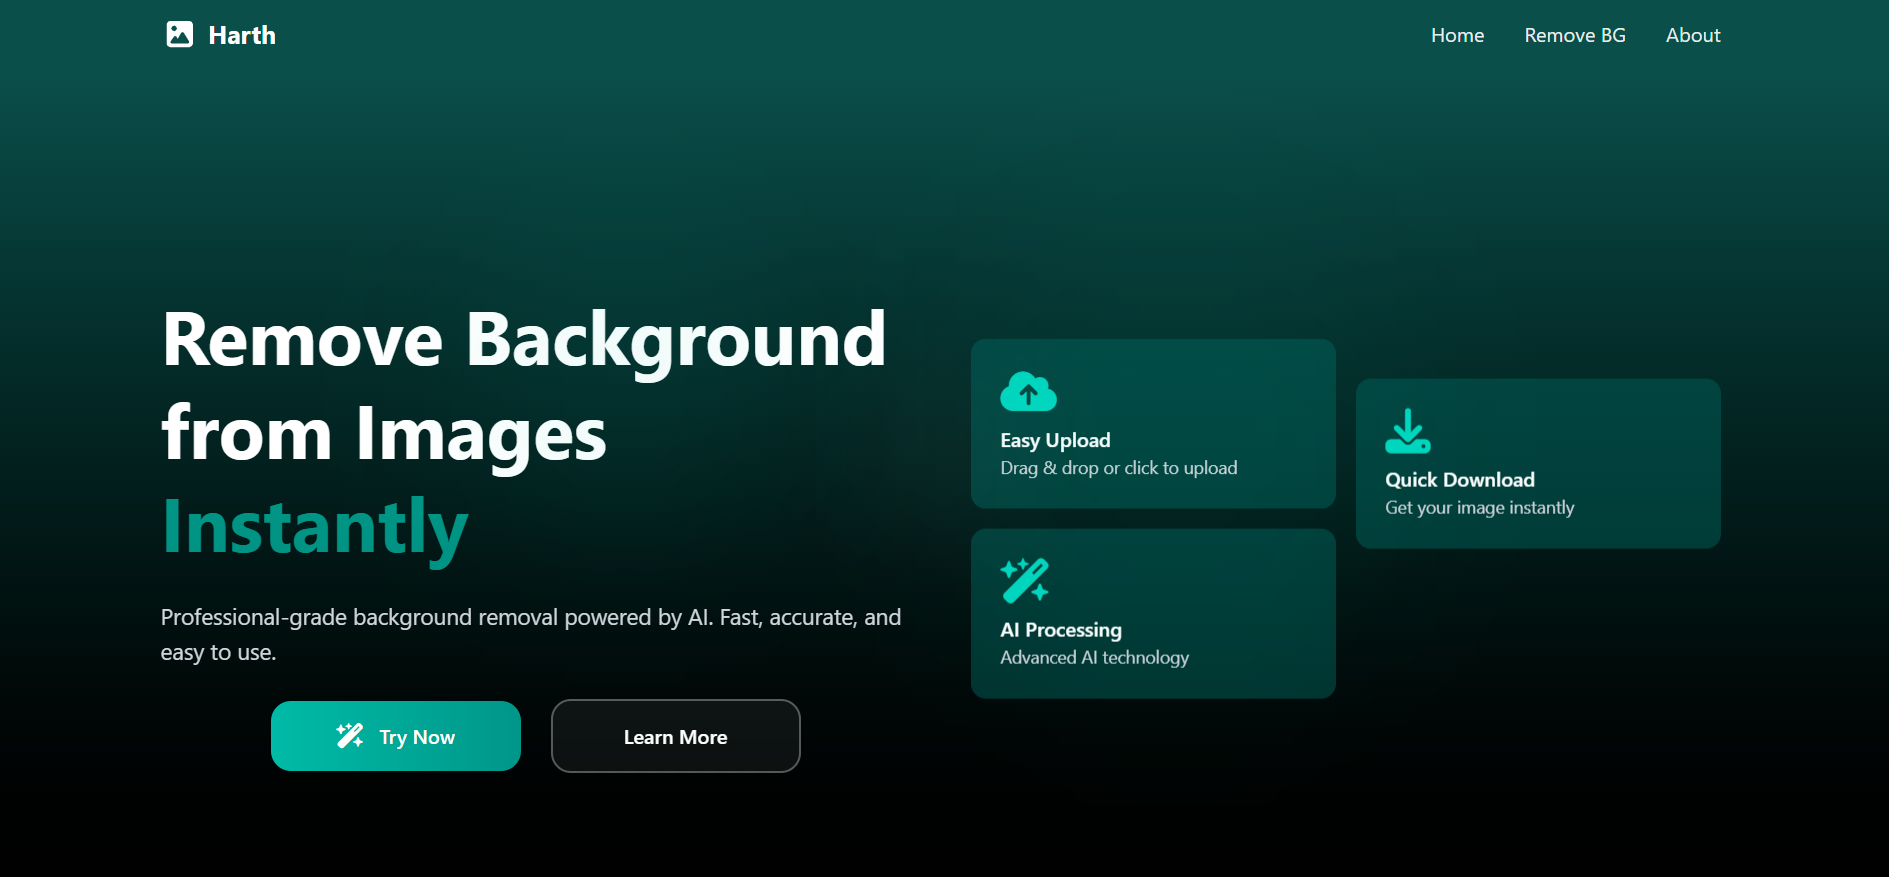 Harth
Home
Remove BG
About
Remove Background
from Images
Instantly
Professional-grade background removal powered by AI. Fast, accurate, and
easy to use.
Try Now
Learn More
Easy Upload
Drag & drop or click to upload
Quick Download
Get your image instantly
AI Processing
Advanced AI technology